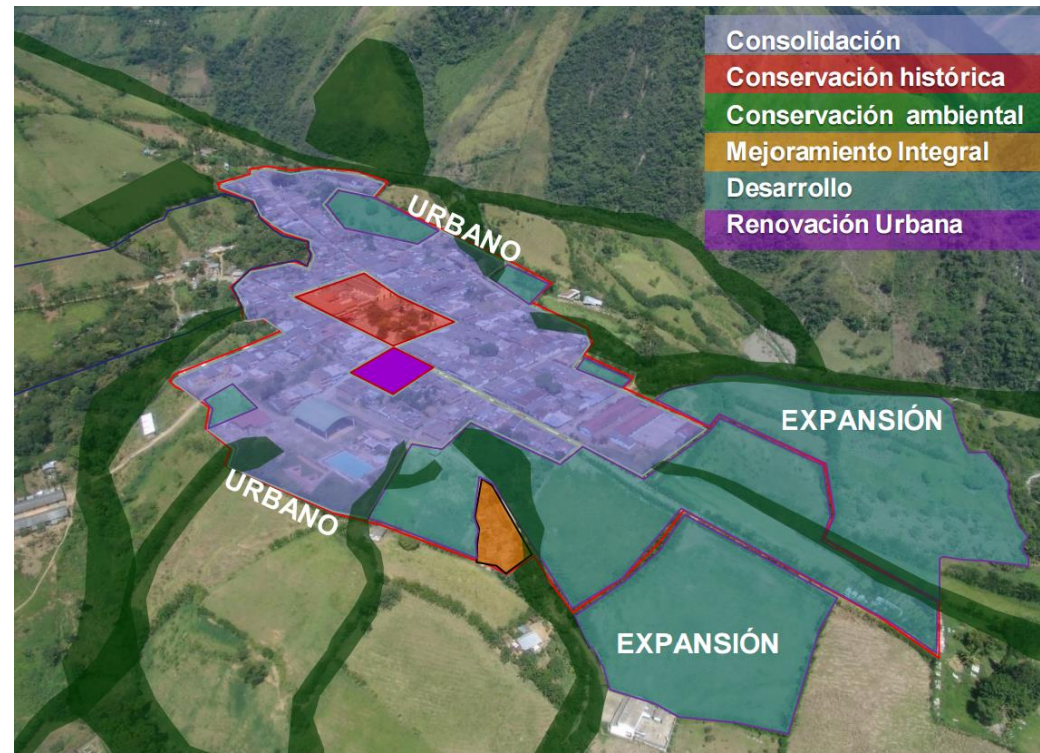 Consolidación
Conservación histórica
Conservación ambiental
Mejoramiento Integral
Desarrollo
Renovación Urbana
URBANO
EXPANSIÓN
URBANO
EXPANSIÓN